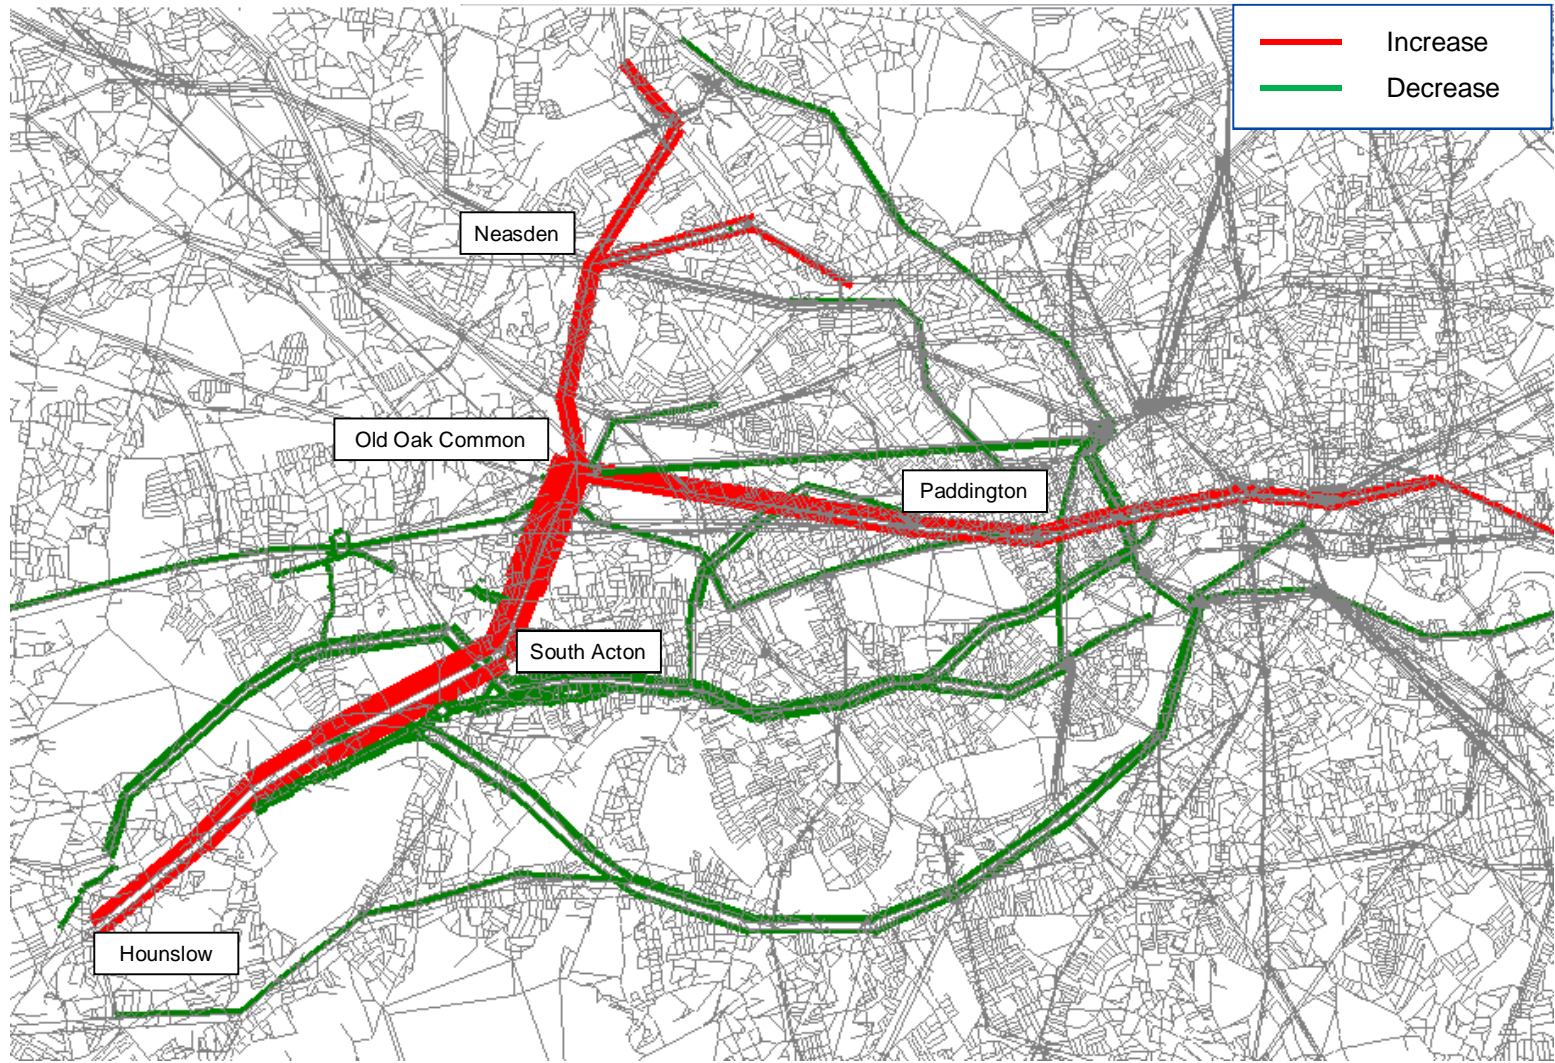 Increase
Decrease
Neasden
Old Oak Common
Paddington
South Acton
Hounslow